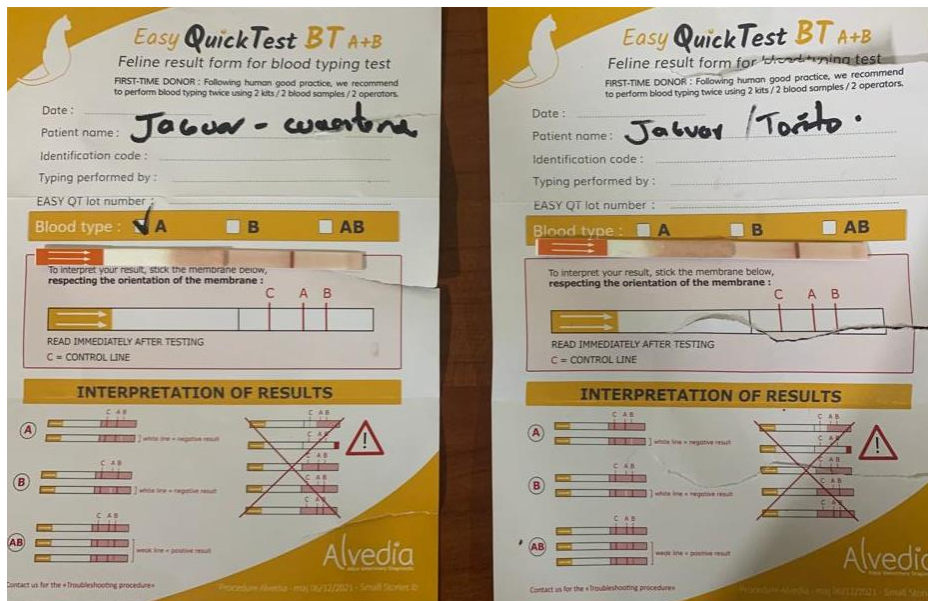 Easy QuickTest BT A+B
Feline result form for blood typing test
FIRST-TIME DONOR : Following human good practice, we recommend
to perform blood typing twice using 2 kits / 2 blood samples / 2 operators.
Date :
Patient name : Jaguar -
Identification code :
Typing performed by :
EASY QT lot number :
Blood type : A B AB
To interpret your result, stick the membrane below,
respecting the orientation of the membrane :
C A B
READ IMMEDIATELY AFTER TESTING
C = CONTROL LINE
INTERPRETATION OF RESULTS
C A B
C A B
A
white line = negative result
C A B
C A B
B
white line = negative result
C A B
C A B
AB
weak line = positive result
Alvedia
Contact us for the «Troubleshooting procedure»
Easy QuickTest BT A+B
Feline result form for blood typing test
FIRST-TIME DONOR : Following human good practice, we recommend
to perform blood typing twice using 2 kits / 2 blood samples / 2 operators.
Date :
Patient name : Jaguar /
Identification code :
Typing performed by :
EASY QT lot number :
Blood type : A B AB
To interpret your result, stick the membrane below,
respecting the orientation of the membrane :
C A B
READ IMMEDIATELY AFTER TESTING
C = CONTROL LINE
INTERPRETATION OF RESULTS
C A B
C A B
A
white line = negative result
C A B
C A B
B
white line = negative result
C A B
C A B
AB
weak line = positive result
Alvedia
Contact us for the «Troubleshooting procedure»